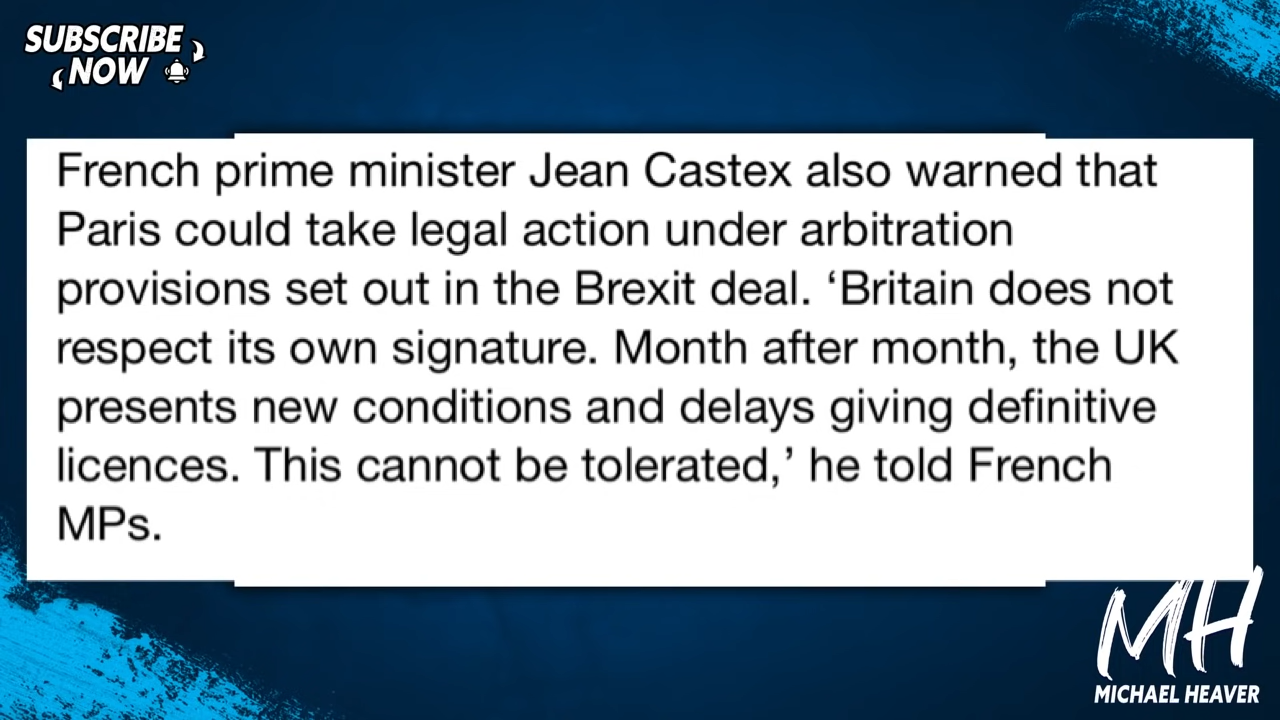 SUBSCRIBE
NOW
French prime minister Jean Castex also warned that
Paris could take legal action under arbitration
provisions set out in the Brexit deal. ‘Britain does not
respect its own signature. Month after month, the UK
presents new conditions and delays giving definitive
licences. This cannot be tolerated,’ he told French
MPs.
MH
MICHAEL HEAVER